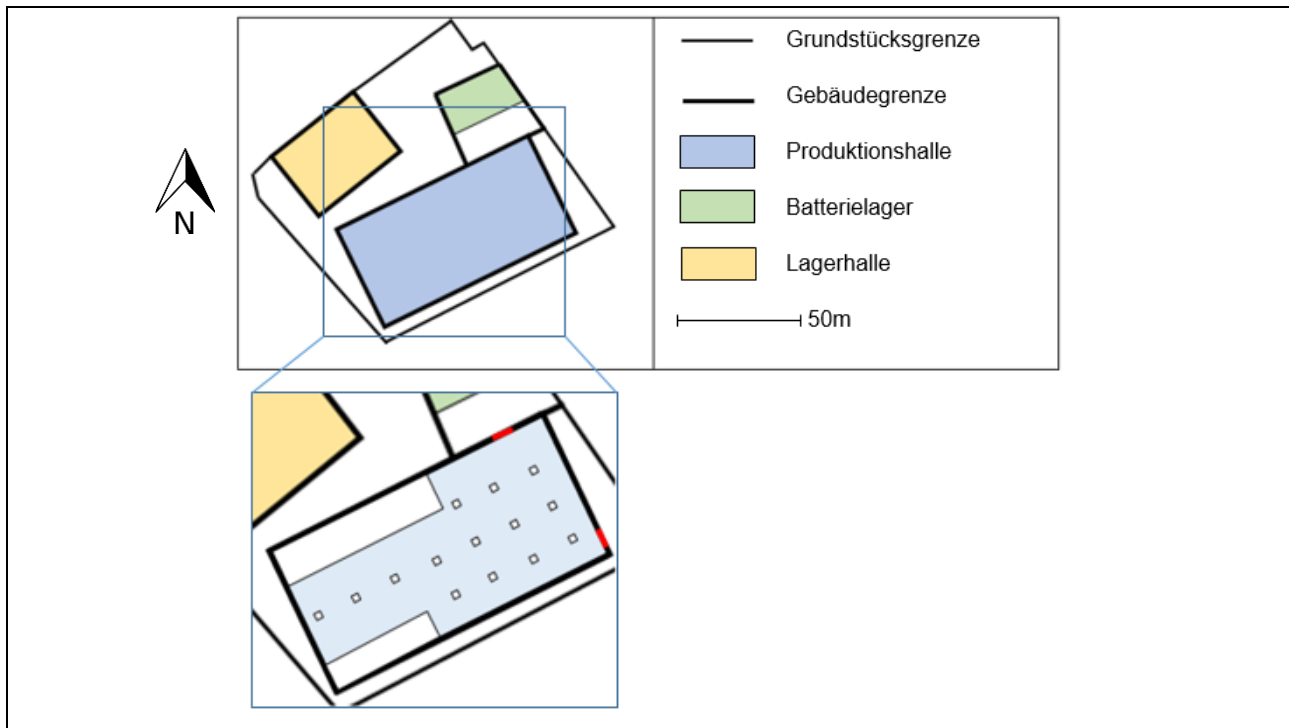 Grundstücksgrenze
Gebäudegrenze
Produktionshalle
Batterielager
Lagerhalle
50m
N